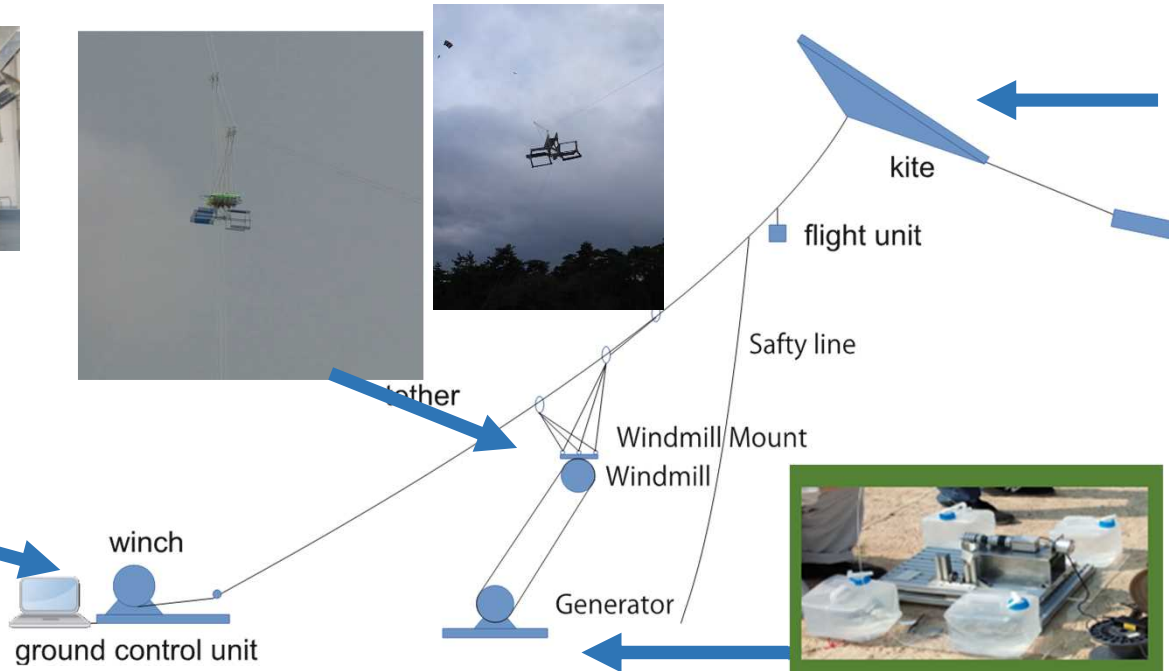 kite
flight unit
Safty line
tether
Windmill Mount
Windmill
winch
Generator
ground control unit